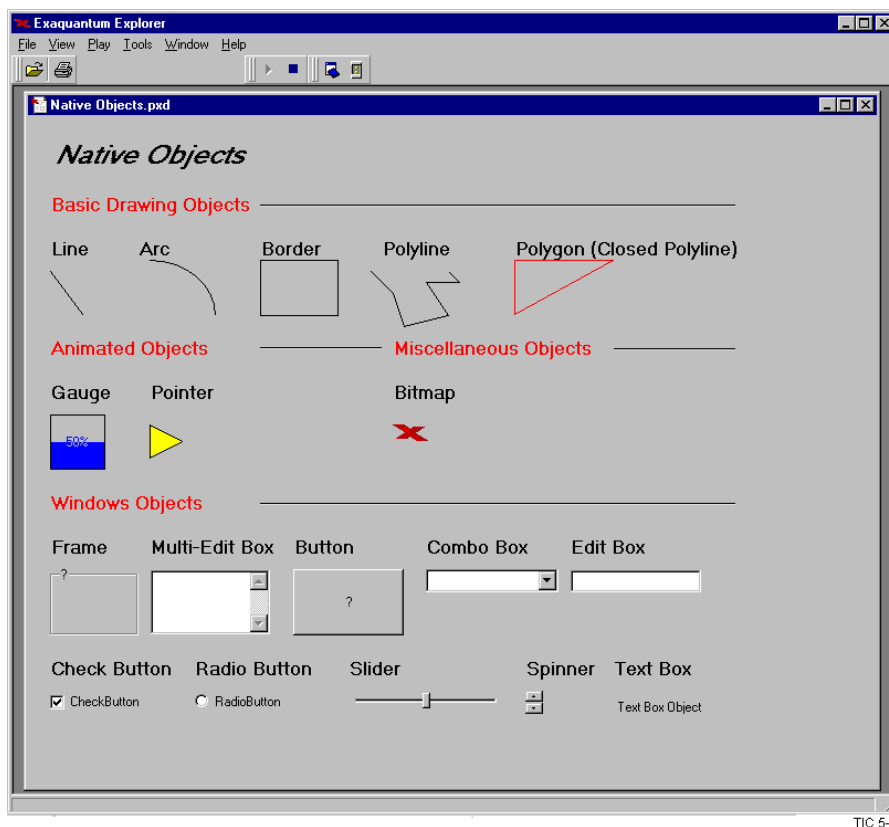 Exaquantum Explorer
File View Play Tools Window Help
Native Objects.pxd
Native Objects
Basic Drawing Objects
Line Arc Border Polyline Polygon (Closed Polyline)
Animated Objects Miscellaneous Objects
Gauge Pointer Bitmap
50%
Windows Objects
Frame Multi-Edit Box Button Combo Box Edit Box
?
?
Check Button Radio Button Slider Spinner Text Box
CheckButton RadioButton Text Box Object
TIC 5-